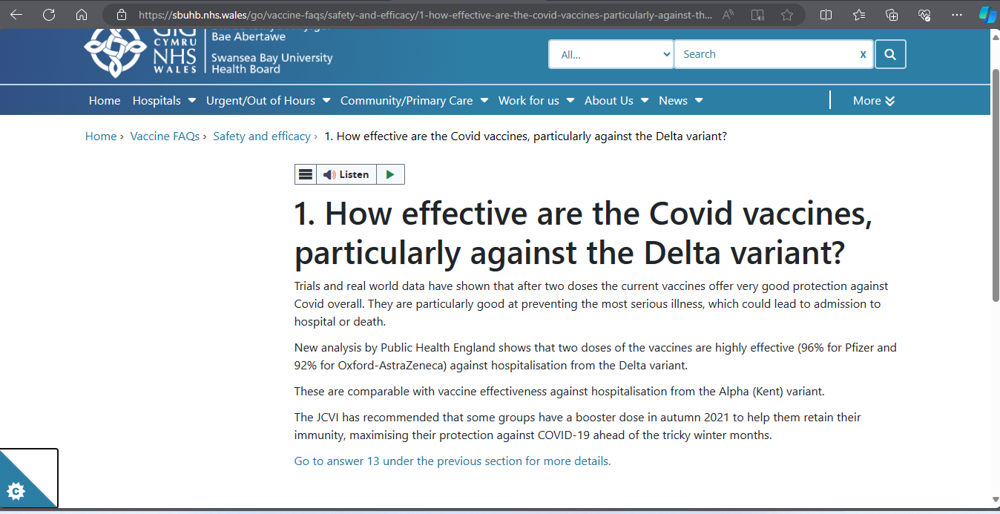 https://sbuhb.nhs.wales/go/vaccine-faqs/safety-and-efficacy/1-how-effective-are-the-covid-vaccines-particularly-against-th...
CYMRU
NHS
WALES
Bae Abertawe
Swansea Bay University
Health Board
All...
Search
x
Home Hospitals Urgent/Out of Hours Community/Primary Care Work for us About Us News More
Home › Vaccine FAQs › Safety and efficacy › 1. How effective are the Covid vaccines, particularly against the Delta variant?
Listen
1. How effective are the Covid vaccines,
particularly against the Delta variant?
Trials and real world data have shown that after two doses the current vaccines offer very good protection against
Covid overall. They are particularly good at preventing the most serious illness, which could lead to admission to
hospital or death.
New analysis by Public Health England shows that two doses of the vaccines are highly effective (96% for Pfizer and
92% for Oxford-AstraZeneca) against hospitalisation from the Delta variant.
These are comparable with vaccine effectiveness against hospitalisation from the Alpha (Kent) variant.
The JCVI has recommended that some groups have a booster dose in autumn 2021 to help them retain their
immunity, maximising their protection against COVID-19 ahead of the tricky winter months.
Go to answer 13 under the previous section for more details.
C